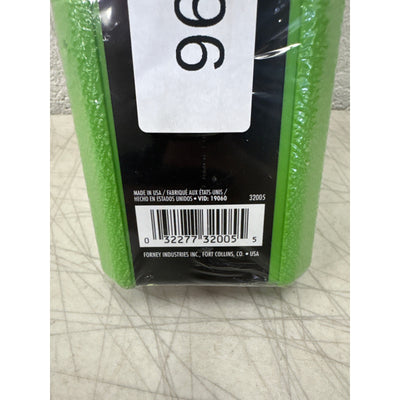 96
MADE IN USA / FABRIQUÉ AUX ÉTATS-UNIS /
HECHO EN ESTADOS UNIDOS • VID: 19060 32005
0 32277 32005 5
FORNEY INDUSTRIES INC., FORT COLLINS, CO. • USA